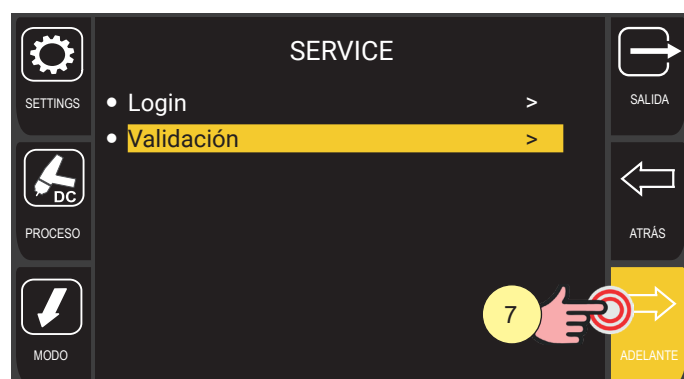 SERVICE
SETTINGS
• Login >
SALIDA
• Validación >
DC
PROCESO
ATRÁS
7
MODO
ADELANTE